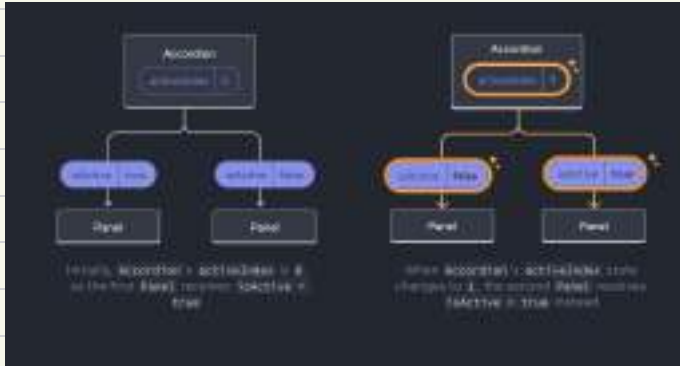 Accordion
activeIndex
isActive true
isActive false
Panel
Panel
Initially, Accordion's activeIndex is 0,
so the first Panel receives isActive =
true
Accordion
activeIndex
isActive false
isActive true
Panel
Panel
When Accordion's activeIndex state
changes to 1, the second Panel receives
isActive = true instead